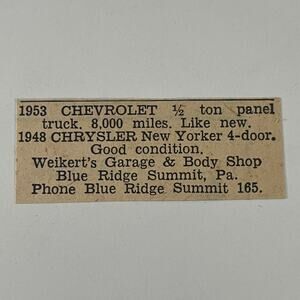 1953 CHEVROLET ½ ton panel
truck. 8,000 miles. Like new.
1948 CHRYSLER New Yorker 4-door.
Good condition.
Weikert's Garage & Body Shop
Blue Ridge Summit, Pa.
Phone Blue Ridge Summit 165.